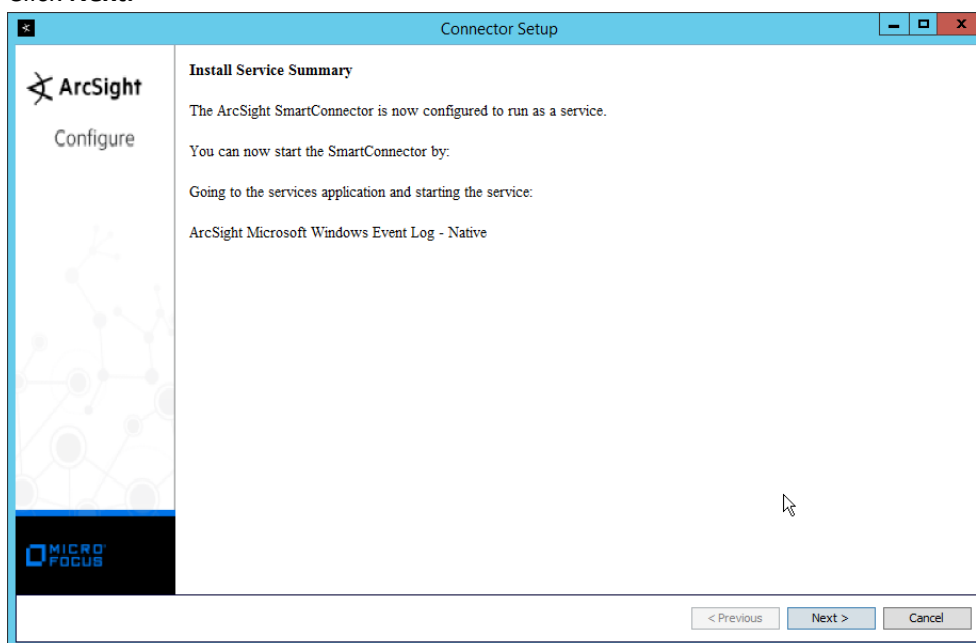 Click Next.
Connector Setup
ArcSight
Configure
Install Service Summary
The ArcSight SmartConnector is now configured to run as a service.
You can now start the SmartConnector by:
Going to the services application and starting the service:
ArcSight Microsoft Windows Event Log - Native
MICRO
FOCUS
< Previous
Next >
Cancel